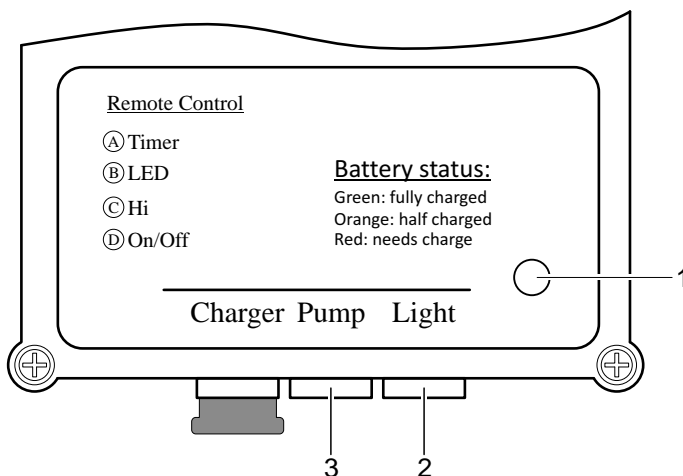 Remote Control
Ⓐ Timer
Ⓑ LED
Ⓒ Hi
Ⓓ On/Off
Battery status:
Green: fully charged
Orange: half charged
Red: needs charge
1
Charger Pump Light
3 2